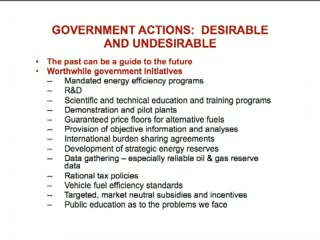 GOVERNMENT ACTIONS: DESIRABLE
AND UNDESIRABLE
• The past can be a guide to the future
• Worthwhile government initiatives
-- Mandated energy efficiency programs
-- R&D
-- Scientific and technical education and training programs
-- Demonstration and pilot plants
-- Guaranteed price floors for alternative fuels
-- Provision of objective information and analyses
-- International burden sharing agreements
-- Development of strategic energy reserves
-- Data gathering – especially reliable oil & gas reserve
data
-- Rational tax policies
-- Vehicle fuel efficiency standards
-- Targeted, market neutral subsidies and incentives
-- Public education as to the problems we face